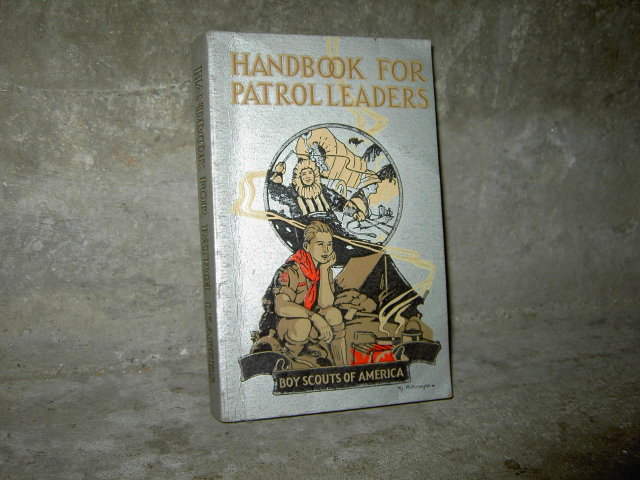 HANDBOOK FOR
PATROL LEADERS
BOY SCOUTS OF AMERICA
HANDBOOK FOR PATROL LEADERS